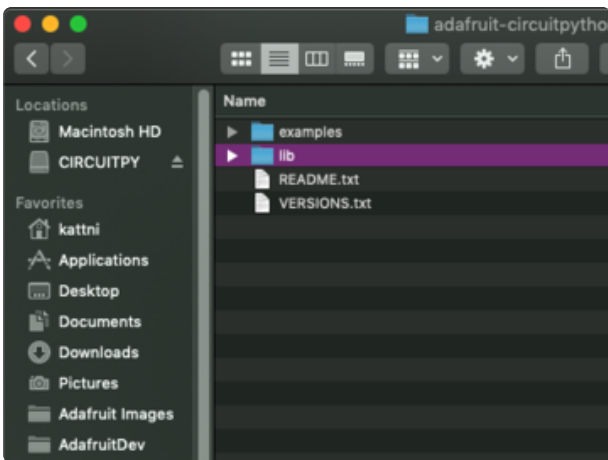 adafruit-circuitpytho
Locations
Macintosh HD
CIRCUITPY
Favorites
kattni
Applications
Desktop
Documents
Downloads
Pictures
Adafruit Images
AdafruitDev
Name
examples
lib
README.txt
VERSIONS.txt